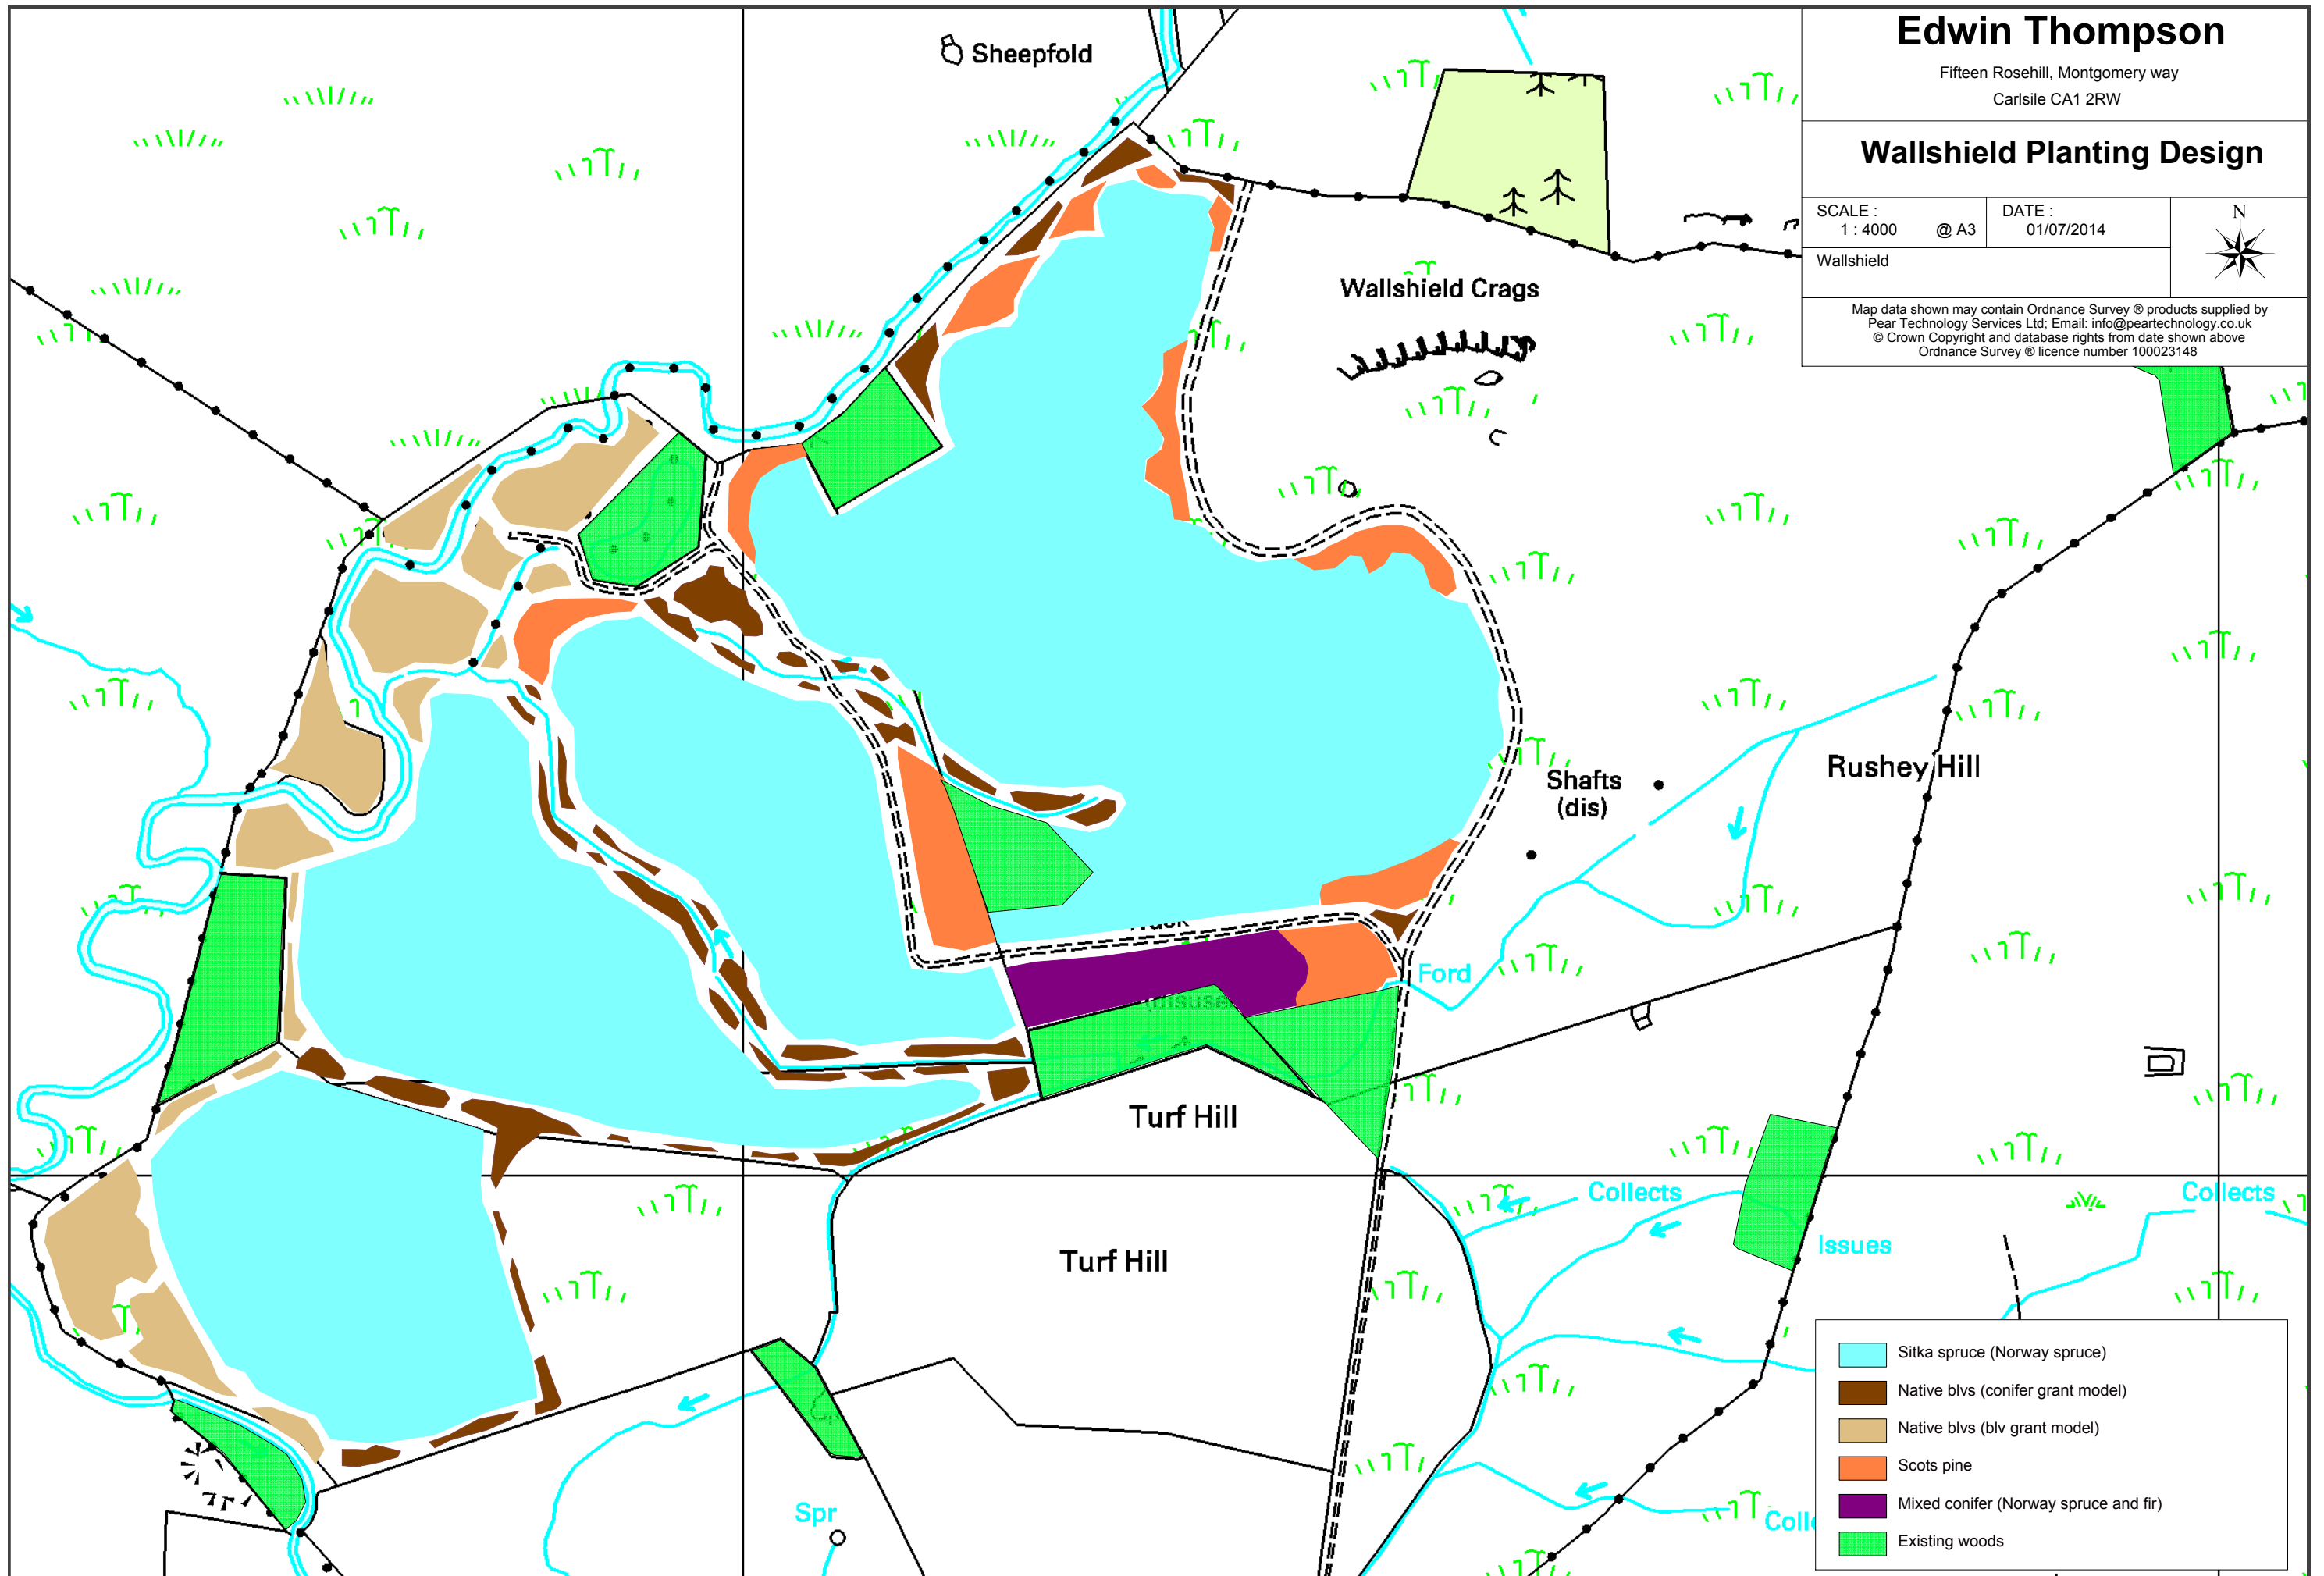 Edwin Thompson
Fifteen Rosehill, Montgomery way
Carlsile CA1 2RW
Wallshield Planting Design
SCALE :
1 : 4000 @ A3
DATE :
01/07/2014
N
Wallshield
Map data shown may contain Ordnance Survey ® products supplied by
Pear Technology Services Ltd; Email: info@peartechnology.co.uk
© Crown Copyright and database rights from date shown above
Ordnance Survey ® licence number 100023148
Sheepfold
Wallshield Crags
Shafts
(dis)
Rushey Hill
Ford
Turf Hill
Turf Hill
Collects
Collects
Issues
Spr
Sitka spruce (Norway spruce)
Native blvs (conifer grant model)
Native blvs (blv grant model)
Scots pine
Mixed conifer (Norway spruce and fir)
Existing woods